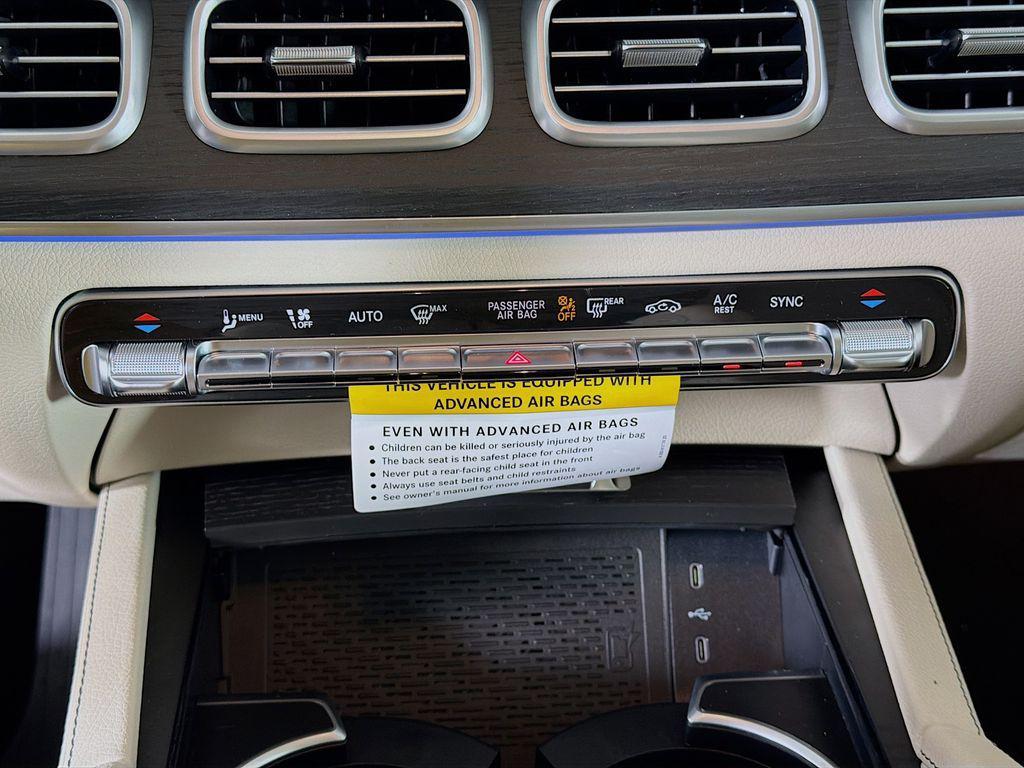 MENU
OFF
AUTO
MAX
PASSENGER
AIR BAG
OFF
REAR
A/C
REST
SYNC
THIS VEHICLE IS EQUIPPED WITH
ADVANCED AIR BAGS
EVEN WITH ADVANCED AIR BAGS
• Children can be killed or seriously injured by the air bag
• The back seat is the safest place for children
• Never put a rear-facing child seat in the front
• Always use seat belts and child restraints
• See owner's manual for more information about air bags